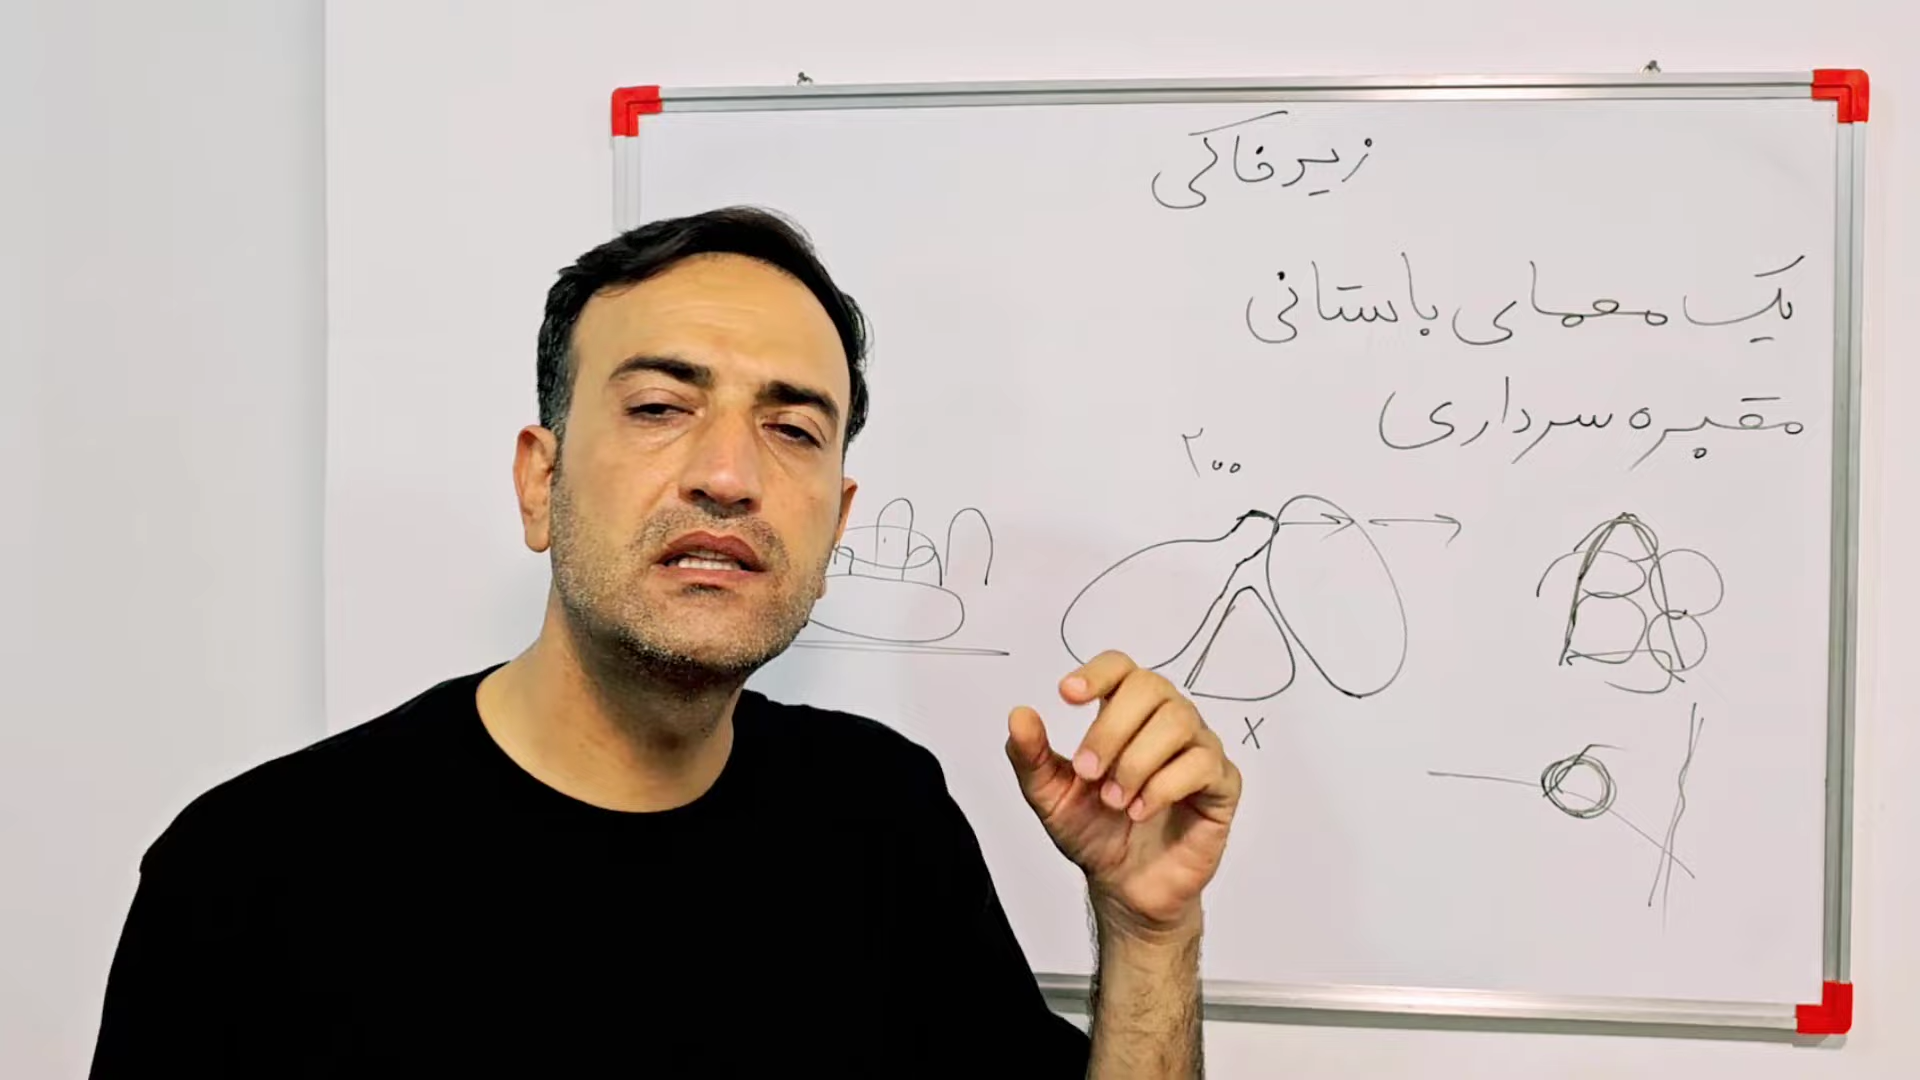 زیرخاکی
یک معمای باستانی
مقبره سرداری
۲۰۰
X